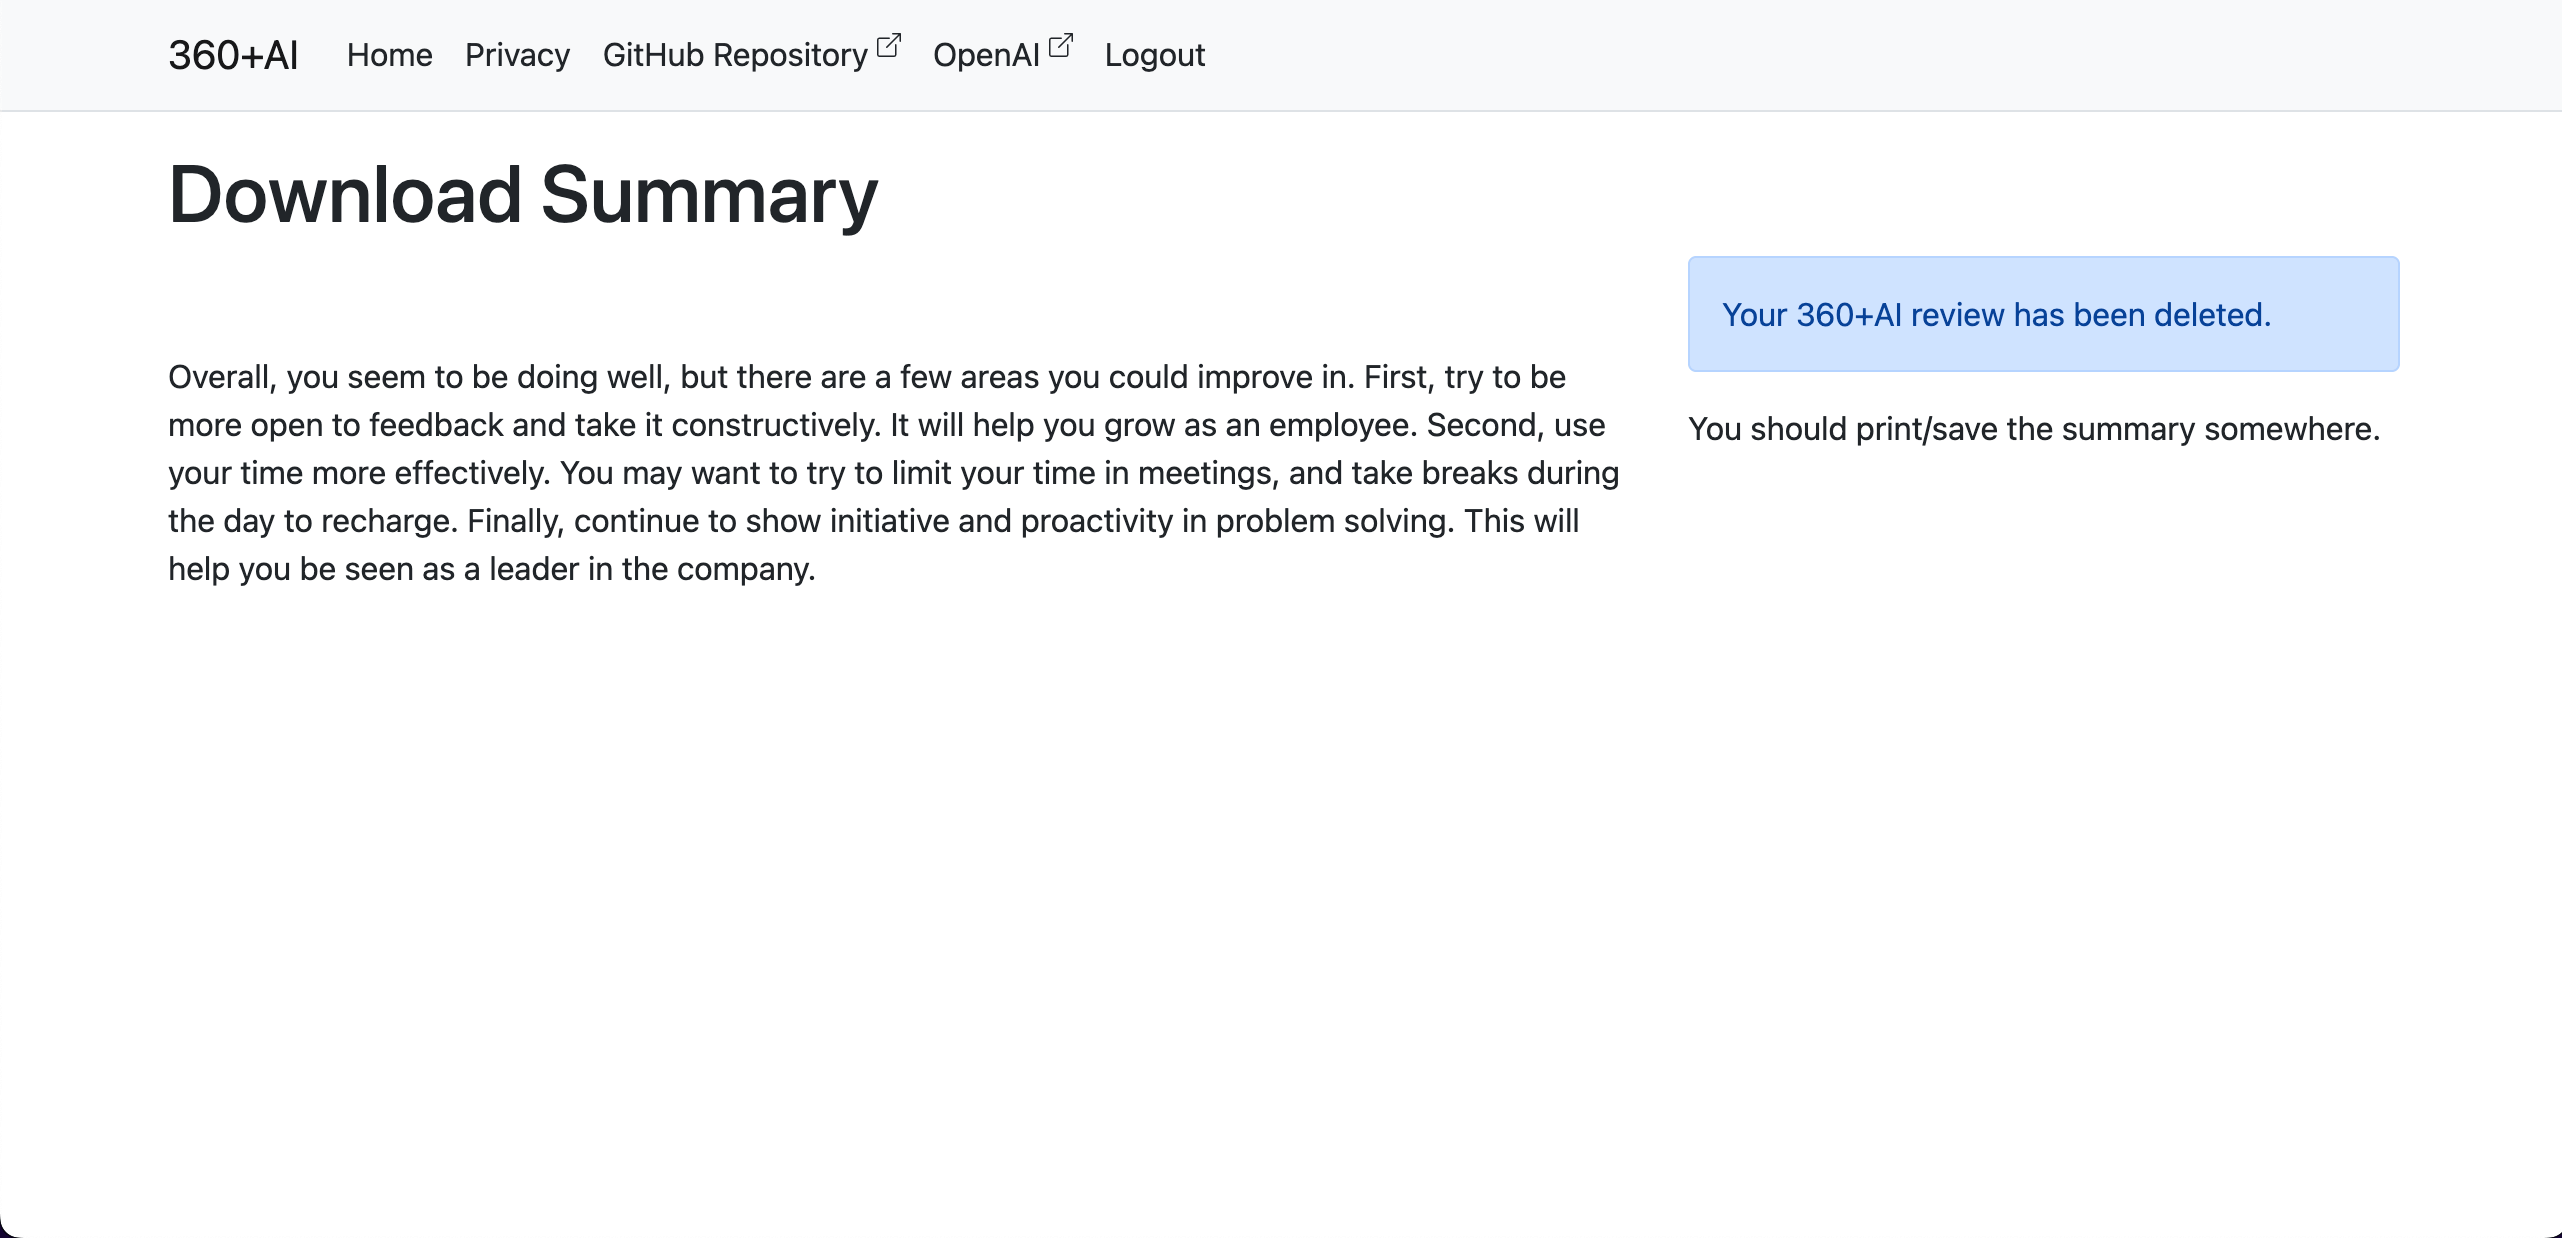 360+AI Home Privacy GitHub Repository OpenAI Logout
Download Summary
Your 360+AI review has been deleted.
Overall, you seem to be doing well, but there are a few areas you could improve in. First, try to be
more open to feedback and take it constructively. It will help you grow as an employee. Second, use
your time more effectively. You may want to try to limit your time in meetings, and take breaks during
the day to recharge. Finally, continue to show initiative and proactivity in problem solving. This will
help you be seen as a leader in the company.
You should print/save the summary somewhere.